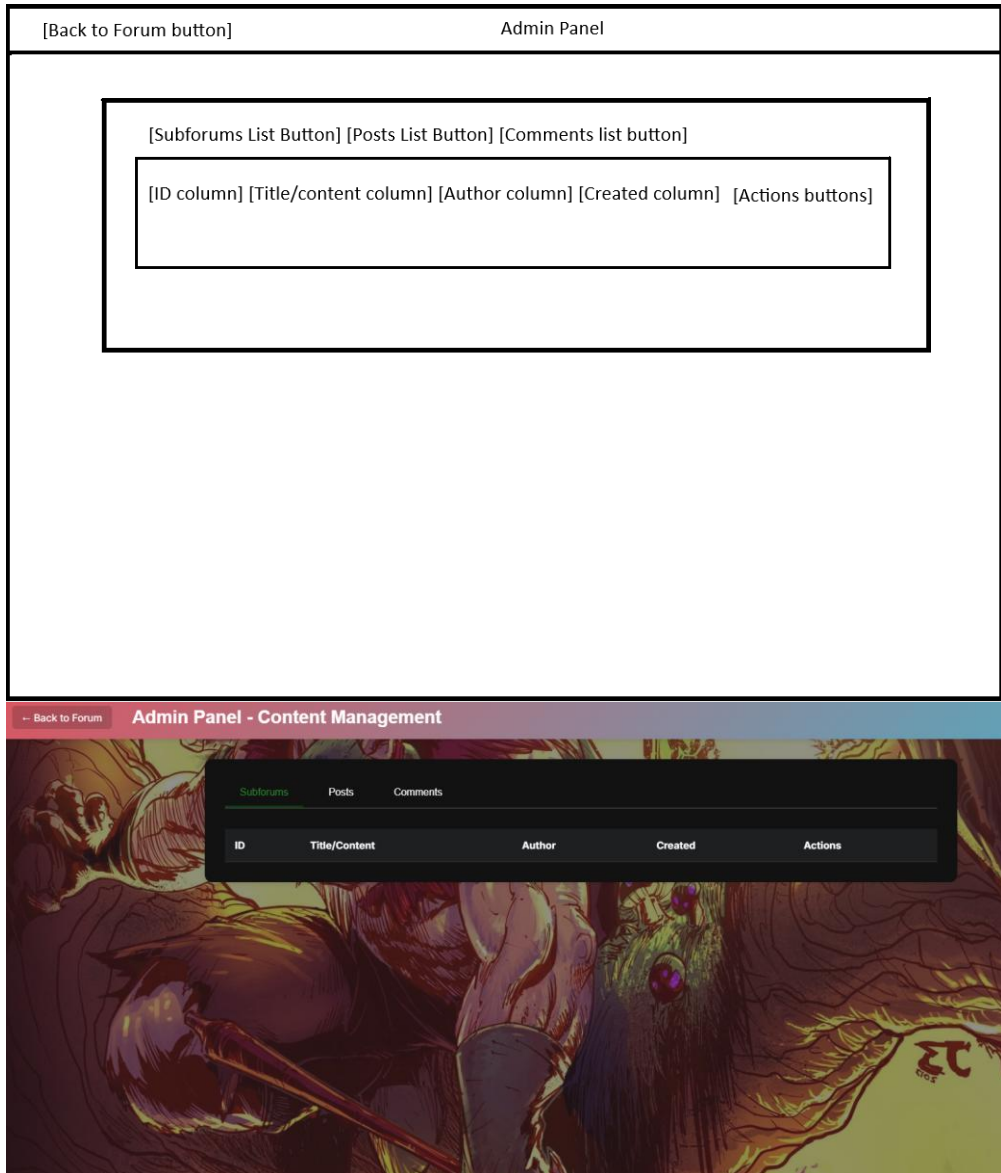 [Back to Forum button] Admin Panel
[Subforums List Button] [Posts List Button] [Comments list button]
[ID column] [Title/content column] [Author column] [Created column] [Actions buttons]
← Back to Forum Admin Panel - Content Management
Subforums Posts Comments
ID Title/Content Author Created Actions